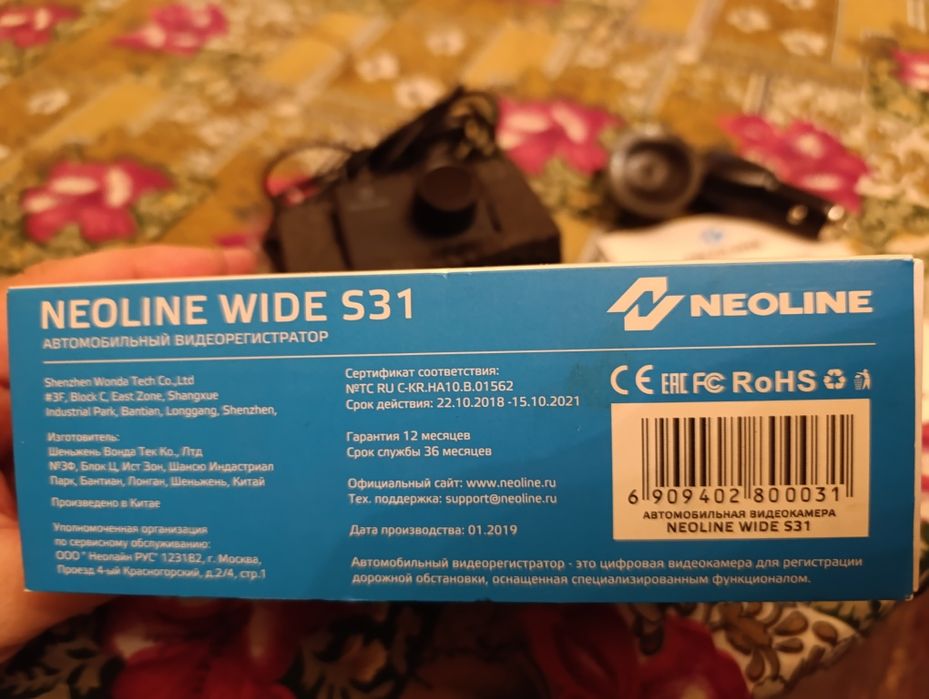 NEOLINE WIDE S31
АВТОМОБИЛЬНЫЙ ВИДЕОРЕГИСТРАТОР
Shenzhen Wonda Tech Co.,Ltd
#3F, Block C, East Zone, Shangxue
Industrial Park, Bantian, Longgang, Shenzhen,
Изготовитель:
Шеньжень Вонда Тек Ко., Лтд
№3Ф, Блок Ц, Ист Зон, Шансю Индастриал
Парк, Бантиан, Лонган, Шеньжень, Китай
Произведено в Китае
Уполномоченная организация
по сервисному обслуживанию:
ООО " Неолайн РУС" 123182, г. Москва,
Проезд 4-ый Красногорский, д.2/4, стр.1
Сертификат соответствия:
№ТС RU C-KR.HA10.B.01562
Срок действия: 22.10.2018 -15.10.2021
Гарантия 12 месяцев
Срок службы 36 месяцев
Официальный сайт: www.neoline.ru
Тех. поддержка: support@neoline.ru
Дата производства: 01.2019
Автомобильный видеорегистратор - это цифровая видеокамера для регистрации
дорожной обстановки, оснащенная специализированным функционалом.
NEOLINE
CE EAC FC RoHS
6 909402 800031
АВТОМОБИЛЬНАЯ ВИДЕОКАМЕРА
NEOLINE WIDE S31